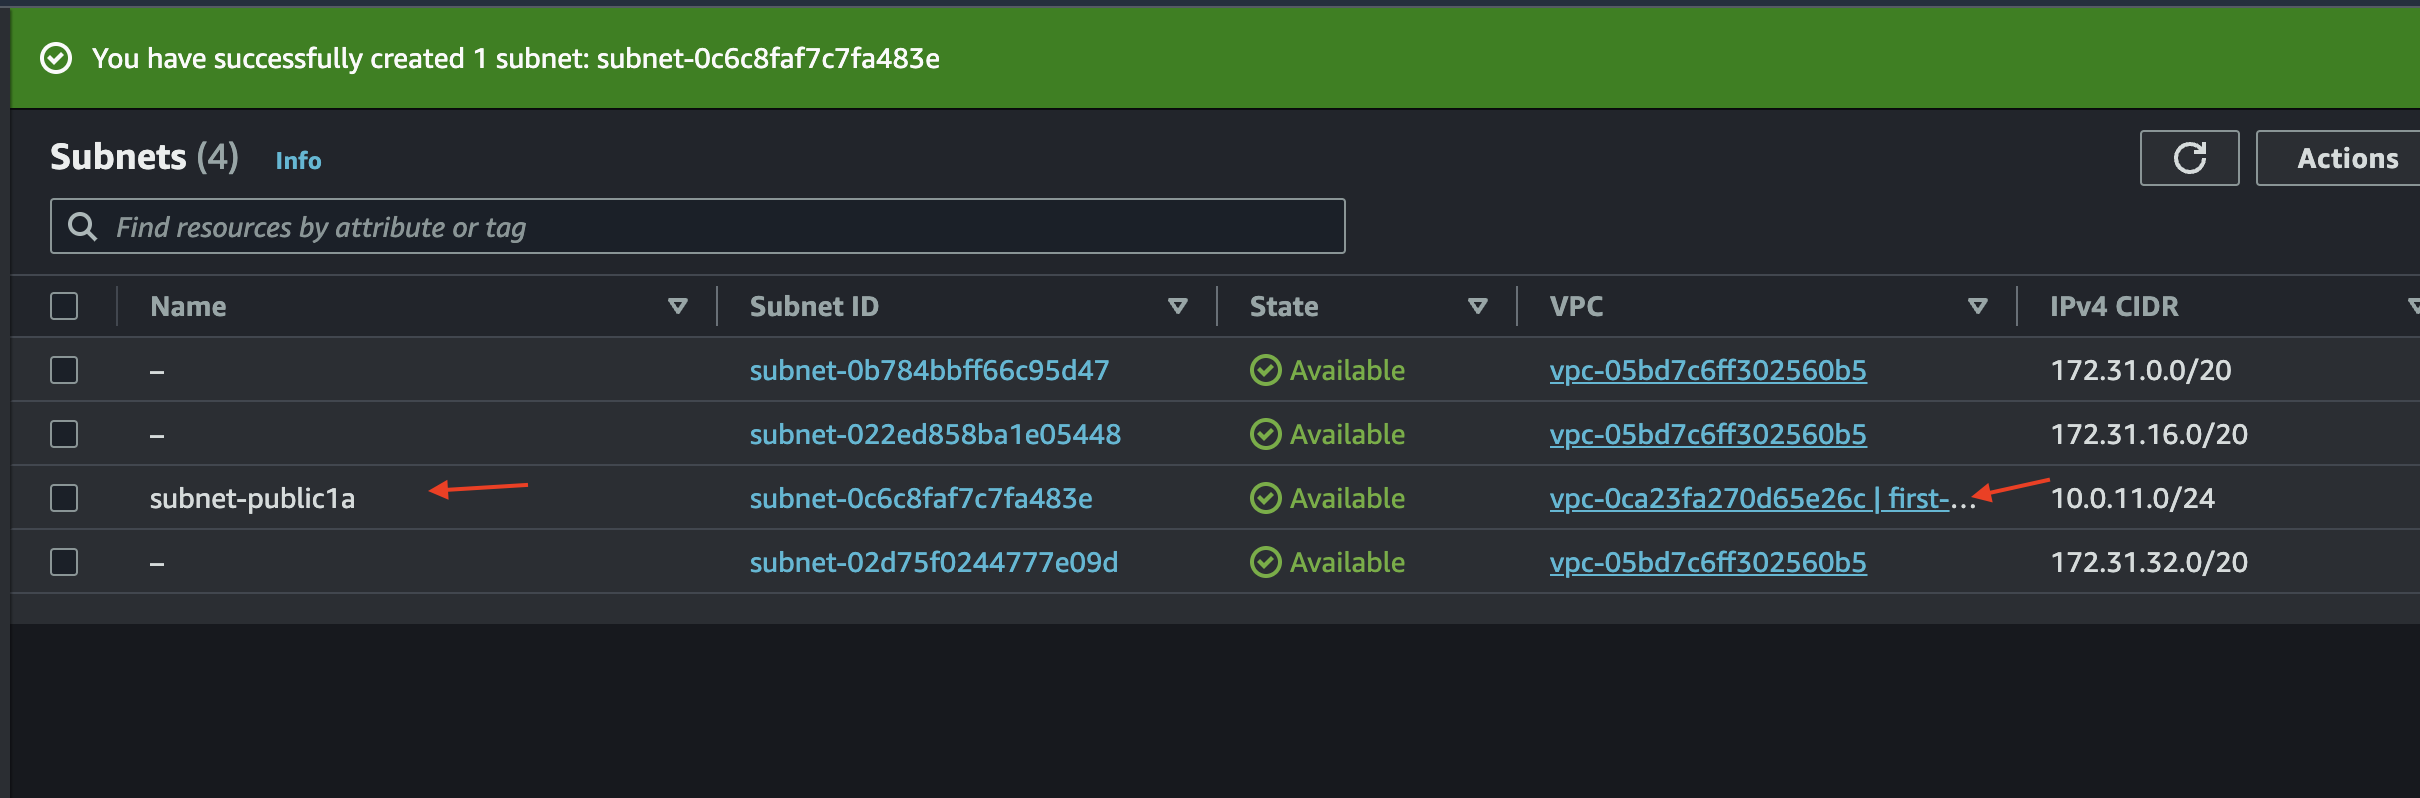 You have successfully created 1 subnet: subnet-0c6c8faf7c7fa483e
Subnets (4) Info
Actions
Find resources by attribute or tag
Name Subnet ID State VPC IPv4 CIDR
– subnet-0b784bbff66c95d47 Available vpc-05bd7c6ff302560b5 172.31.0.0/20
– subnet-022ed858ba1e05448 Available vpc-05bd7c6ff302560b5 172.31.16.0/20
subnet-public1a subnet-0c6c8faf7c7fa483e Available vpc-0ca23fa270d65e26c | first-... 10.0.11.0/24
– subnet-02d75f0244777e09d Available vpc-05bd7c6ff302560b5 172.31.32.0/20